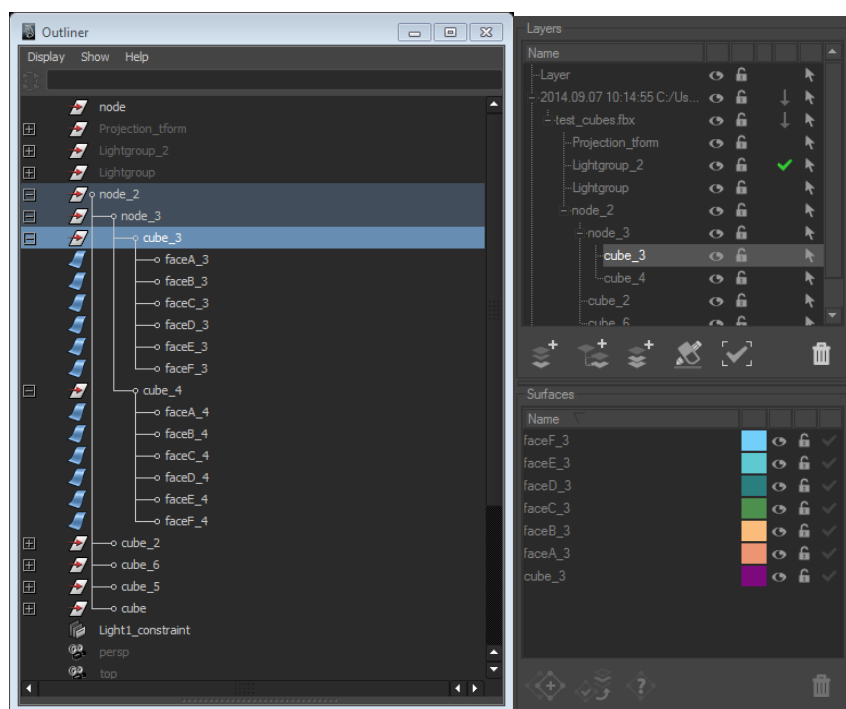 Outliner
Display Show Help
node
Projection_tform
Lightgroup_2
Lightgroup
node_2
node_3
cube_3
faceA_3
faceB_3
faceC_3
faceD_3
faceE_3
faceF_3
cube_4
faceA_4
faceB_4
faceC_4
faceD_4
faceE_4
faceF_4
cube_2
cube_6
cube_5
cube
Light1_constraint
persp
top
Layers
Name
Layer
2014.09.07 10:14:55 C:/Us...
test_cubes.fbx
Projection_tform
Lightgroup_2
Lightgroup
node_2
node_3
cube_3
cube_4
cube_2
cube_6
Surfaces
Name
faceF_3
faceE_3
faceD_3
faceC_3
faceB_3
faceA_3
cube_3